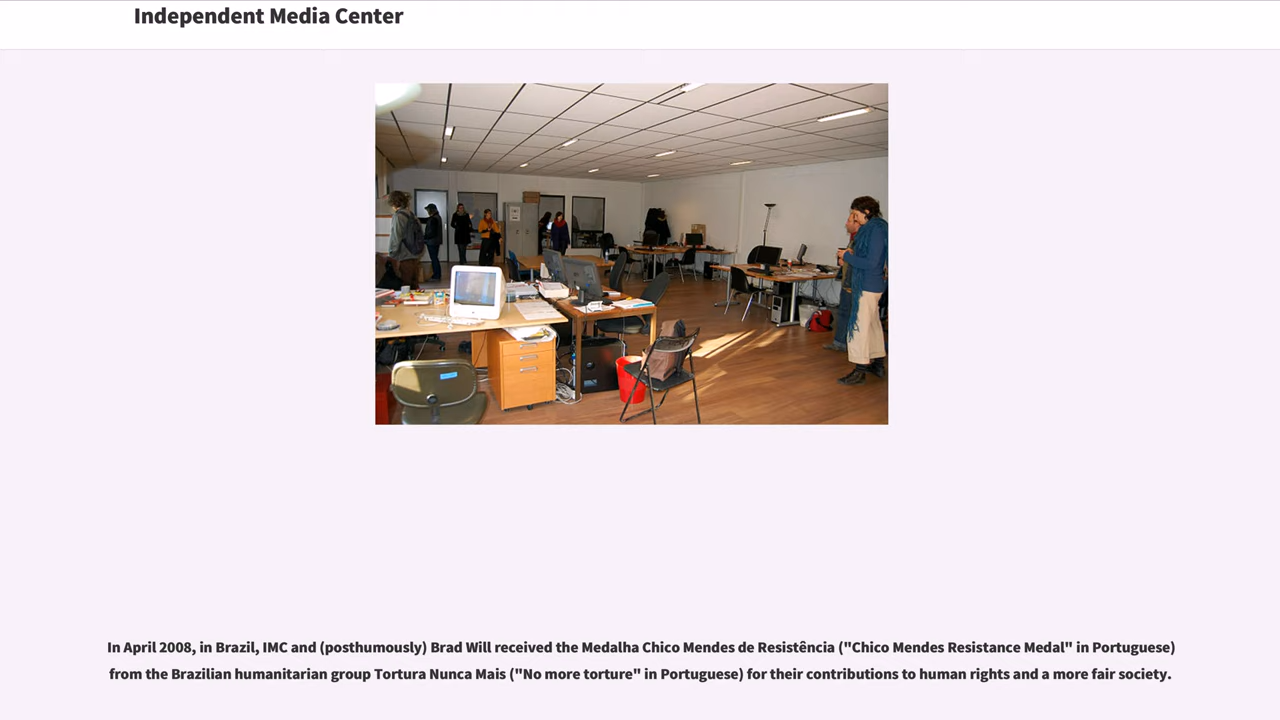 Independent Media Center
In April 2008, in Brazil, IMC and (posthumously) Brad Will received the Medalha Chico Mendes de Resistência ("Chico Mendes Resistance Medal" in Portuguese)
from the Brazilian humanitarian group Tortura Nunca Mais ("No more torture" in Portuguese) for their contributions to human rights and a more fair society.